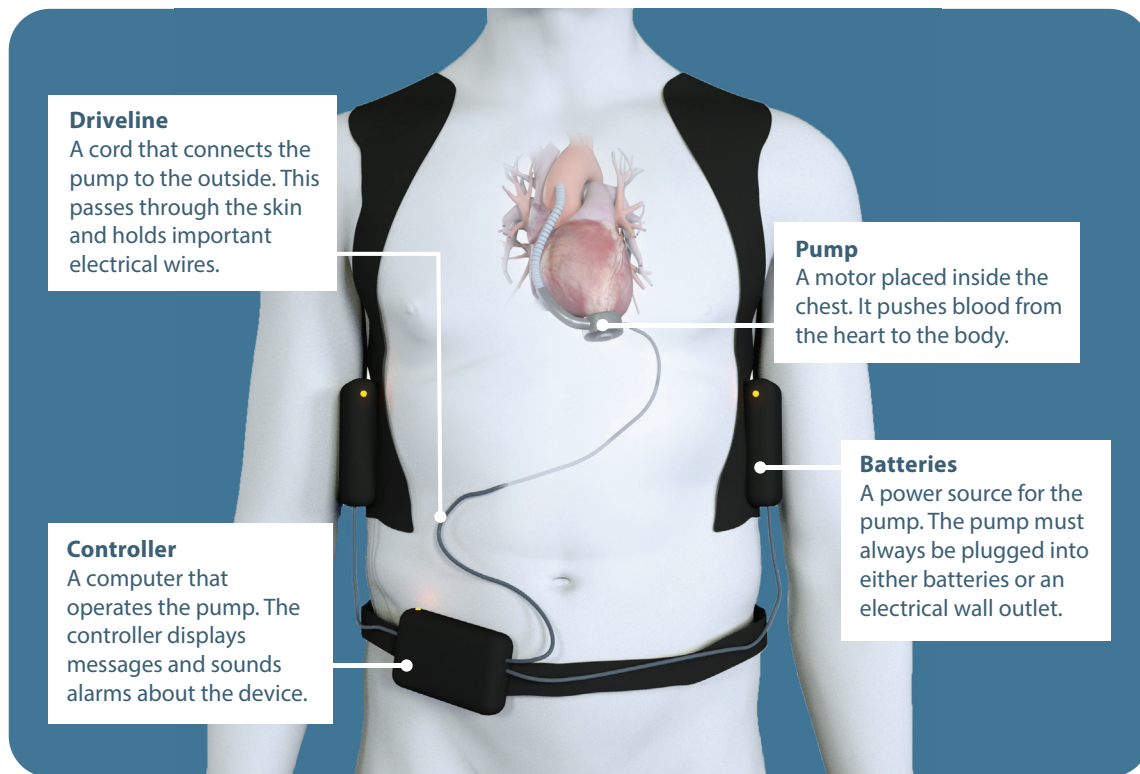 Driveline
A cord that connects the
pump to the outside. This
passes through the skin
and holds important
electrical wires.
Pump
A motor placed inside the
chest. It pushes blood from
the heart to the body.
Batteries
A power source for the
pump. The pump must
always be plugged into
either batteries or an
electrical wall outlet.
Controller
A computer that
operates the pump. The
controller displays
messages and sounds
alarms about the device.